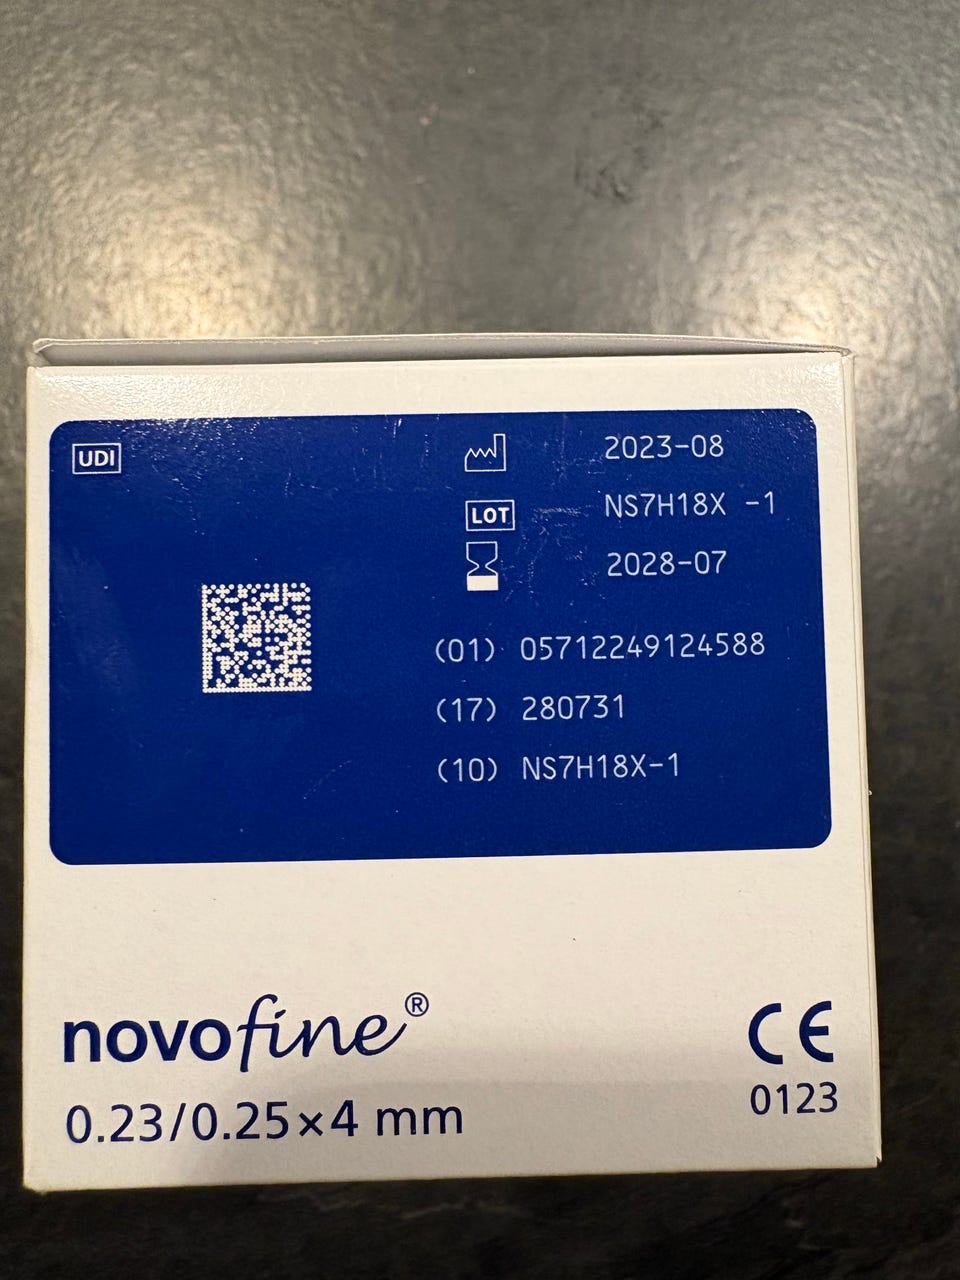 UDI
2023-08
LOT NS7H18X -1
2028-07
(01) 05712249124588
(17) 280731
(10) NS7H18X-1
novofine®
0.23/0.25×4 mm
CE
0123